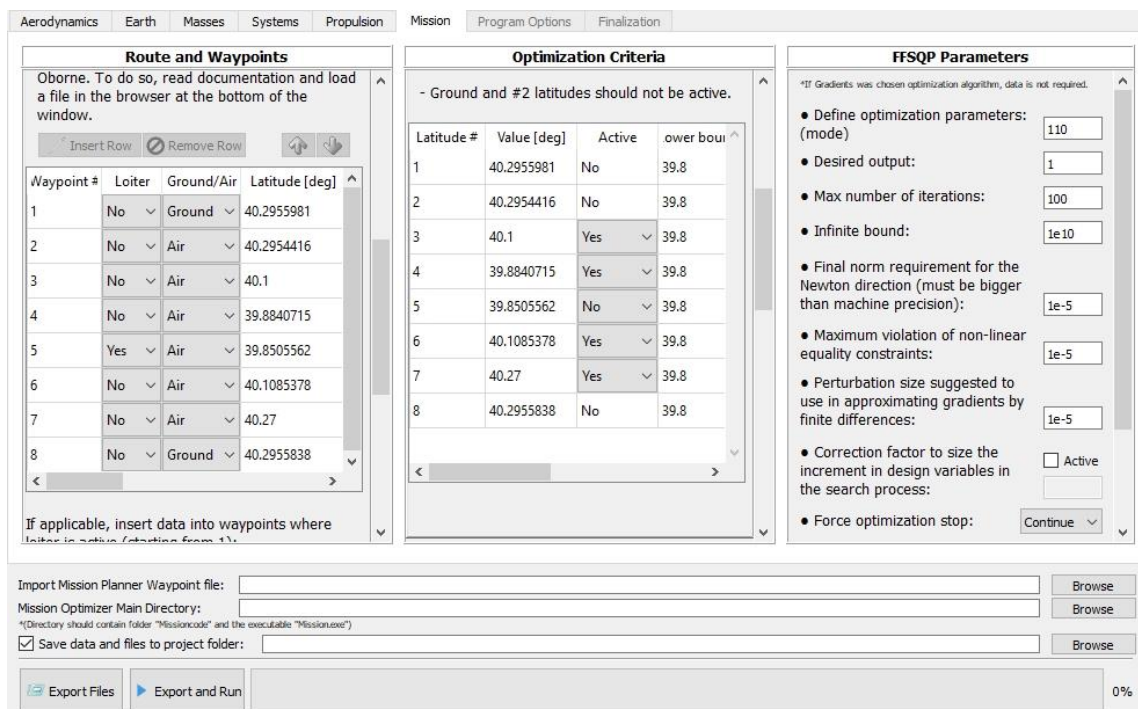 Aerodynamics Earth Masses Systems Propulsion Mission Program Options Finalization
Route and Waypoints
Oborne. To do so, read documentation and load
a file in the browser at the bottom of the
window.
Insert Row Remove Row
Waypoint # Loiter Ground/Air Latitude [deg]
1 No Ground 40.2955981
2 No Air 40.2954416
3 No Air 40.1
4 No Air 39.8840715
5 Yes Air 39.8505562
6 No Air 40.1085378
7 No Air 40.27
8 No Ground 40.2955838
If applicable, insert data into waypoints where
loiter is active (starting from 1):
Optimization Criteria
- Ground and #2 latitudes should not be active.
Latitude # Value [deg] Active ower bour
1 40.2955981 No 39.8
2 40.2954416 No 39.8
3 40.1 Yes 39.8
4 39.8840715 Yes 39.8
5 39.8505562 No 39.8
6 40.1085378 Yes 39.8
7 40.27 Yes 39.8
8 40.2955838 No 39.8
FFSQP Parameters
*If Gradients was chosen optimization algorithm, data is not required.
● Define optimization parameters:
(mode) 110
● Desired output: 1
● Max number of iterations: 100
● Infinite bound: 1e10
● Final norm requirement for the
Newton direction (must be bigger
than machine precision): 1e-5
● Maximum violation of non-linear
equality constraints: 1e-5
● Perturbation size suggested to
use in approximating gradients by
finite differences: 1e-5
● Correction factor to size the
increment in design variables in
the search process: Active
● Force optimization stop: Continue
Import Mission Planner Waypoint file: Browse
Mission Optimizer Main Directory: Browse
*(Directory should contain folder "Missioncode" and the executable "Mission.exe")
Save data and files to project folder: Browse
Export Files Export and Run 0%